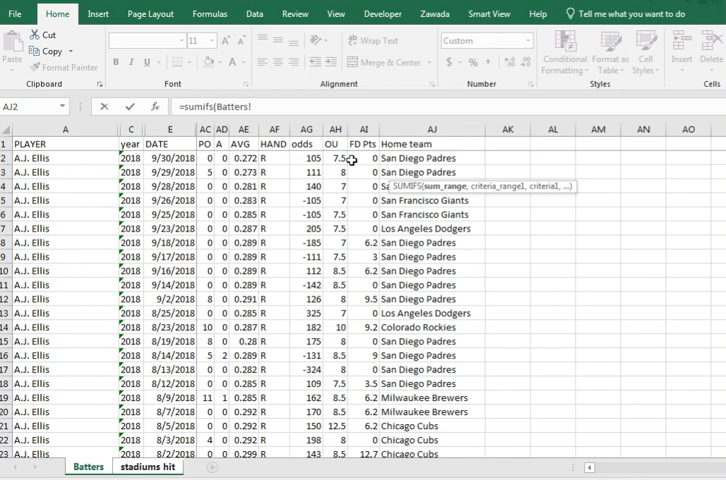 File Home Insert Page Layout Formulas Data Review View Developer Zawada Smart View Help Tell me what you want to do
Cut
Copy
Format Painter
Paste
Clipboard
11
B I U
Font
Wrap Text
Merge & Center
Alignment
Custom
$ % ,
Number
Conditional Formatting
Format as Table
Cell Styles
Styles
Insert
Delete
Cells
AJ2 =sumifs(Batters!
A C E AC AD AE AF AG AH AI AJ AK AL AM AN AO
1 PLAYER year DATE PO A AVG HAND odds OU FD Pts Home team
2 A.J. Ellis 2018 9/30/2018 0 0 0.272 R 105 7.5 0 San Diego Padres
3 A.J. Ellis 2018 9/29/2018 5 0 0.273 R 111 8 0 San Diego Padres
4 A.J. Ellis 2018 9/28/2018 0 0 0.281 R 140 7 0 Sa
SUMIFS(sum_range, criteria_range1, criteria1, ...)
5 A.J. Ellis 2018 9/26/2018 0 0 0.283 R -105 7 0 San Francisco Giants
6 A.J. Ellis 2018 9/25/2018 0 0 0.285 R -105 7.5 0 San Francisco Giants
7 A.J. Ellis 2018 9/23/2018 0 0 0.287 R 205 7.5 0 Los Angeles Dodgers
8 A.J. Ellis 2018 9/18/2018 0 0 0.289 R -185 7 6.2 San Diego Padres
9 A.J. Ellis 2018 9/17/2018 0 0 0.289 R -111 7.5 3 San Diego Padres
10 A.J. Ellis 2018 9/16/2018 0 0 0.289 R 112 8.5 6.2 San Diego Padres
11 A.J. Ellis 2018 9/14/2018 0 0 0.289 R -142 8.5 0 San Diego Padres
12 A.J. Ellis 2018 9/2/2018 8 0 0.291 R 126 8 9.5 San Diego Padres
13 A.J. Ellis 2018 8/25/2018 0 0 0.285 R 325 7 0 Los Angeles Dodgers
14 A.J. Ellis 2018 8/23/2018 10 0 0.287 R 182 10 9.2 Colorado Rockies
15 A.J. Ellis 2018 8/19/2018 8 0 0.28 R 175 8 0 San Diego Padres
16 A.J. Ellis 2018 8/14/2018 5 2 0.289 R -131 8.5 9 San Diego Padres
17 A.J. Ellis 2018 8/13/2018 0 0 0.282 R -324 8 0 San Diego Padres
18 A.J. Ellis 2018 8/12/2018 0 0 0.285 R 109 7.5 3.5 San Diego Padres
19 A.J. Ellis 2018 8/9/2018 11 1 0.285 R 162 8.5 6.2 Milwaukee Brewers
20 A.J. Ellis 2018 8/7/2018 0 0 0.292 R 170 8.5 6.2 Milwaukee Brewers
21 A.J. Ellis 2018 8/5/2018 0 0 0.292 R 150 12.5 6.2 Chicago Cubs
22 A.J. Ellis 2018 8/3/2018 4 0 0.292 R 198 8 0 Chicago Cubs
23 A.J. Ellis 2018 8/2/2018 0 0 0.299 R 143 8.5 12.7 Chicago Cubs
Batters stadiums hit